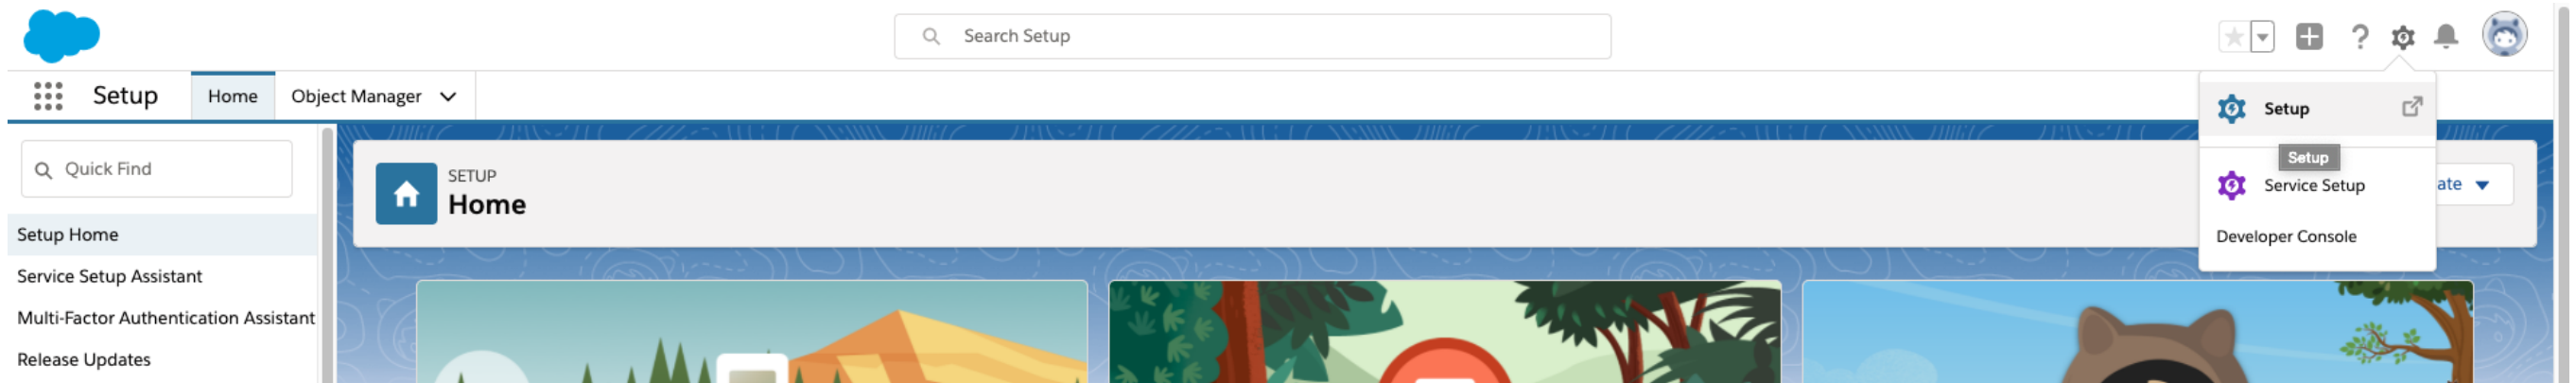 Search Setup
Setup
Home
Object Manager
Setup
Setup
Service Setup
Developer Console
Quick Find
SETUP
Home
ate
Setup Home
Service Setup Assistant
Multi-Factor Authentication Assistant
Release Updates